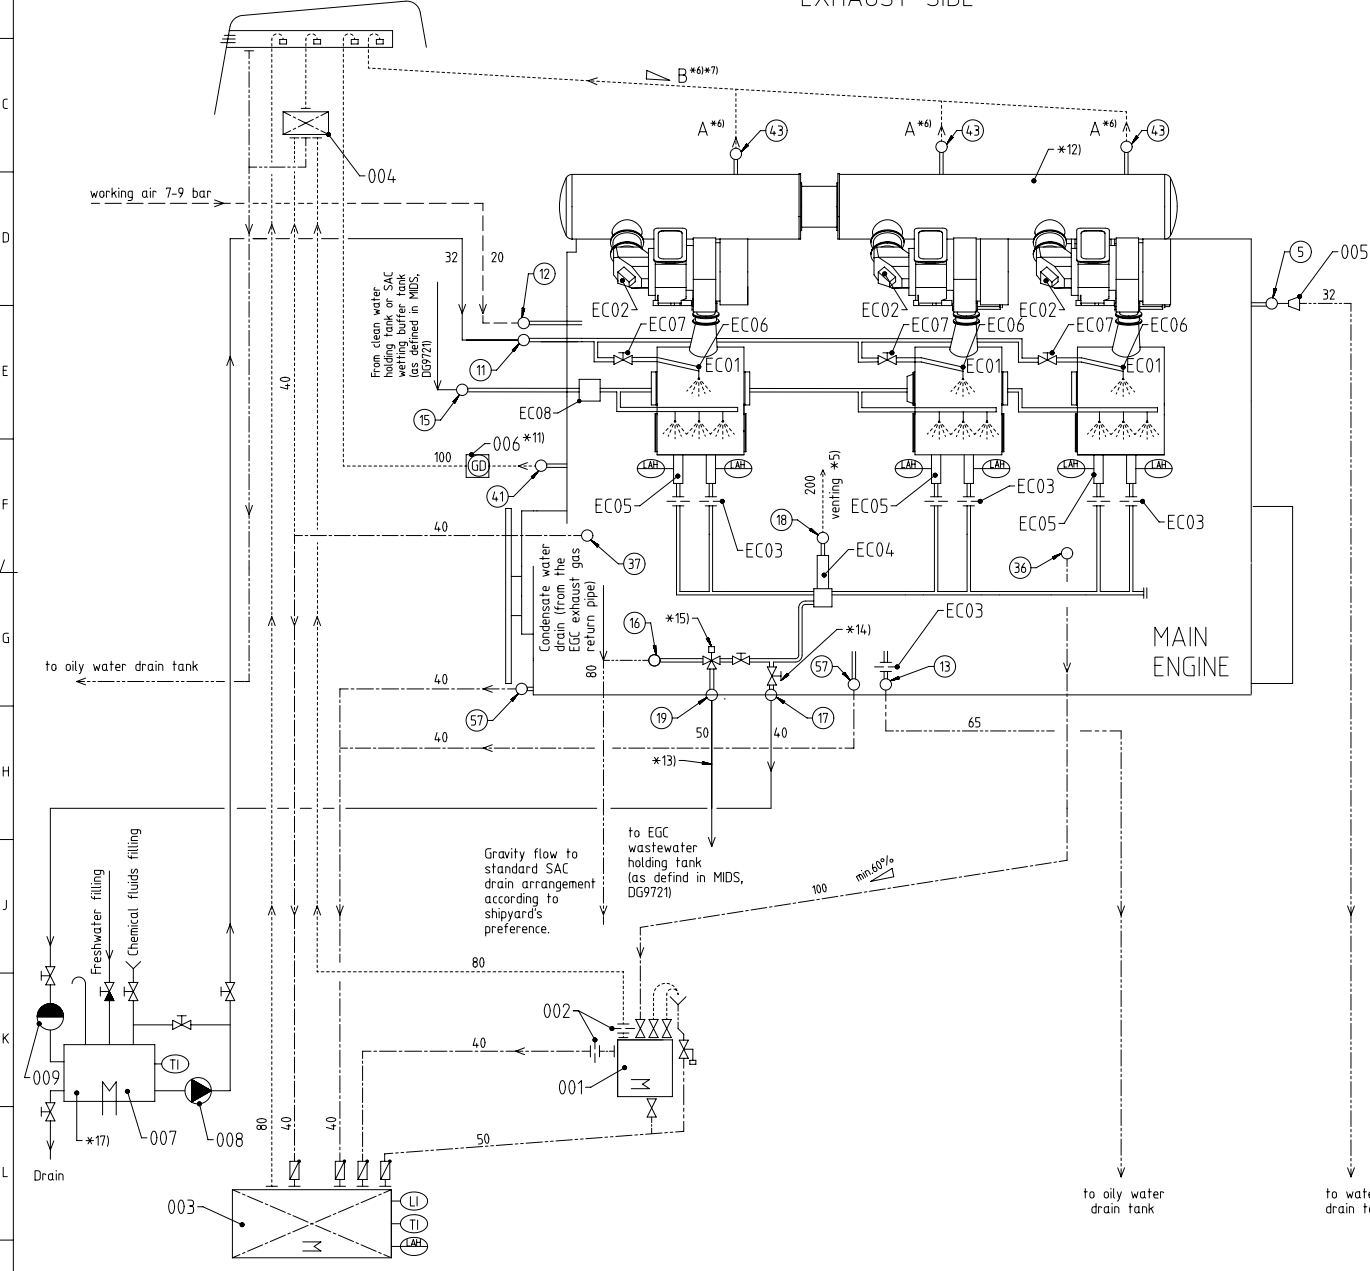 EXHAUST SIDE
C
B*6)*7)
A*6)
43
A*6)
43
A*6)
43
*12)
004
working air 7-9 bar
D
32
20
12
5
005
32
EC02
EC02
EC02
From clean water
holding tank or SAC
wetting buffer tank
(as defined in MIDS,
DG9721)
EC07
EC06
EC07
EC06
EC07
EC06
E
11
EC01
EC01
EC01
40
15
EC08
006*11)
100
GD
41
LAH
LAH
LAH
LAH
LAH
LAH
F
EC05
EC03
EC05
EC03
EC05
EC03
200
venting *5)
18
EC04
40
37
36
Condensate water
drain (from the
EGC exhaust gas
return pipe)
80
G
16
*15)
*14)
EC03
57
13
MAIN
ENGINE
to oily water drain tank
40
57
19
17
40
50
40
65
H
*13)
to EGC
wastewater
holding tank
(as defind in MIDS,
DG9721)
Gravity flow to
standard SAC
drain arrangement
according to
shipyard's
preference.
100
min.60%
J
Freshwater filling
Chemical fluids filling
80
K
002
40
001
009
TI
*17)
007
008
80
40
40
50
L
Drain
003
LI
TI
LAH
to oily water
drain tank
to wate
drain ta